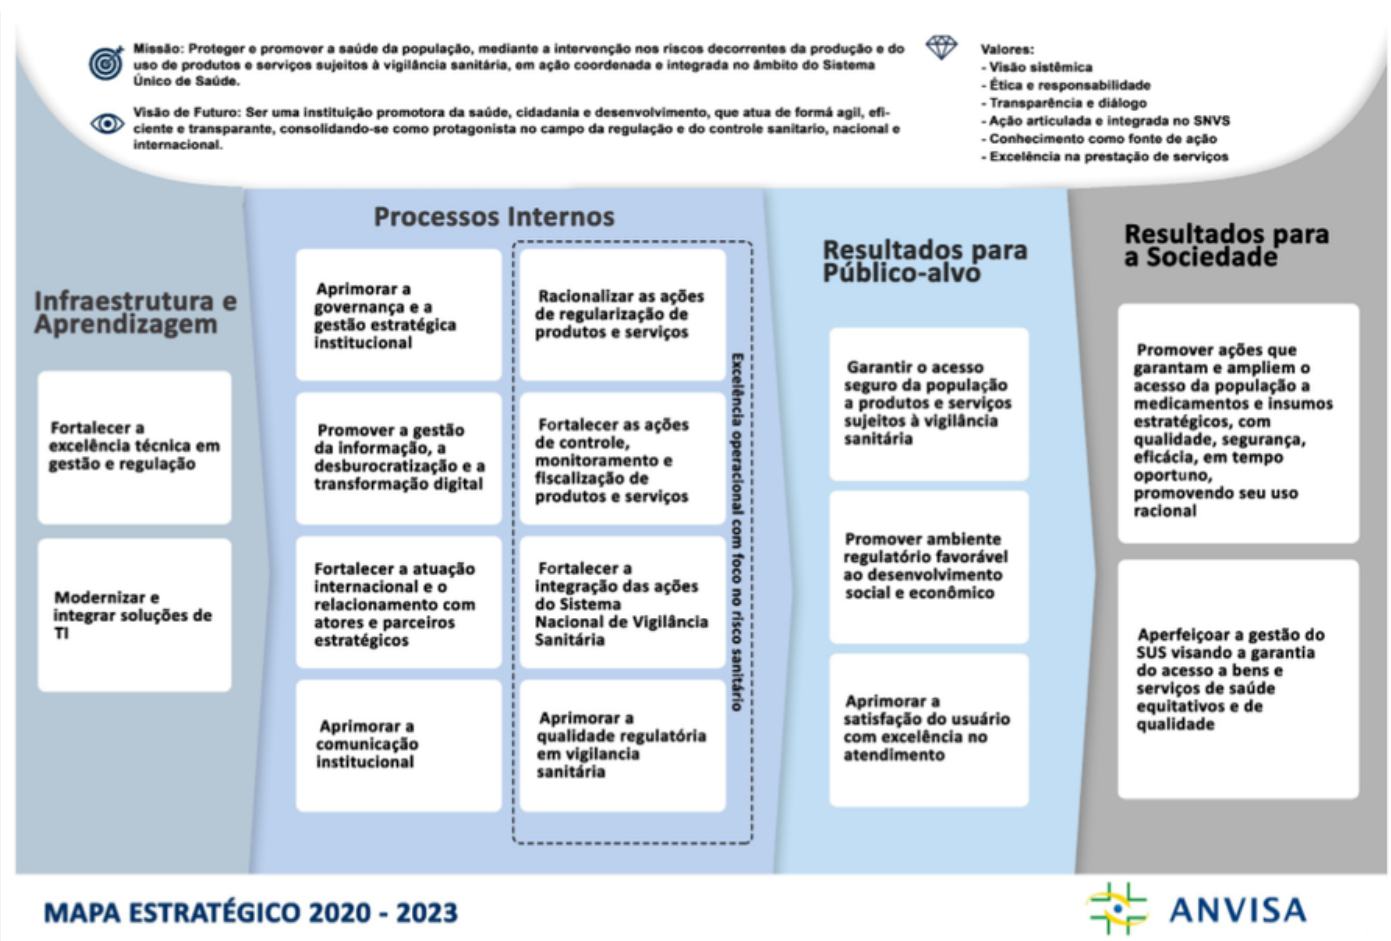 Missão: Proteger e promover a saúde da população, mediante a intervenção nos riscos decorrentes da produção e do
uso de produtos e serviços sujeitos à vigilância sanitária, em ação coordenada e integrada no âmbito do Sistema
Único de Saúde.
Visão de Futuro: Ser uma instituição promotora da saúde, cidadania e desenvolvimento, que atua de formá agil, efi-
ciente e transparante, consolidando-se como protagonista no campo da regulação e do controle sanitario, nacional e
internacional.
Valores:
- Visão sistêmica
- Ética e responsabilidade
- Transparência e diálogo
- Ação articulada e integrada no SNVS
- Conhecimento como fonte de ação
- Excelência na prestação de serviços
Infraestrutura e
Aprendizagem
Fortalecer a
excelência técnica em
gestão e regulação
Modernizar e
integrar soluções de
TI
Processos Internos
Aprimorar a
governança e a
gestão estratégica
institucional
Promover a gestão
da informação, a
desburocratização e a
transformação digital
Fortalecer a atuação
internacional e o
relacionamento com
atores e parceiros
estratégicos
Aprimorar a
comunicação
institucional
Racionalizar as ações
de regularização de
produtos e serviços
Fortalecer as ações
de controle,
monitoramento e
fiscalização de
produtos e serviços
Fortalecer a
integração das ações
do Sistema
Nacional de Vigilância
Sanitária
Aprimorar a
qualidade regulatória
em vigilancia
sanitária
Excelência operacional com foco no risco sanitário
Resultados para
Público-alvo
Garantir o acesso
seguro da população
a produtos e serviços
sujeitos à vigilância
sanitária
Promover ambiente
regulatório favorável
ao desenvolvimento
social e econômico
Aprimorar a
satisfação do usuário
com excelência no
atendimento
Resultados para
a Sociedade
Promover ações que
garantam e ampliem o
acesso da população a
medicamentos e insumos
estratégicos, com
qualidade, segurança,
eficácia, em tempo
oportuno,
promovendo seu uso
racional
Aperfeiçoar a gestão do
SUS visando a garantia
do acesso a bens e
serviços de saúde
equitativos e de
qualidade
MAPA ESTRATÉGICO 2020 - 2023
ANVISA